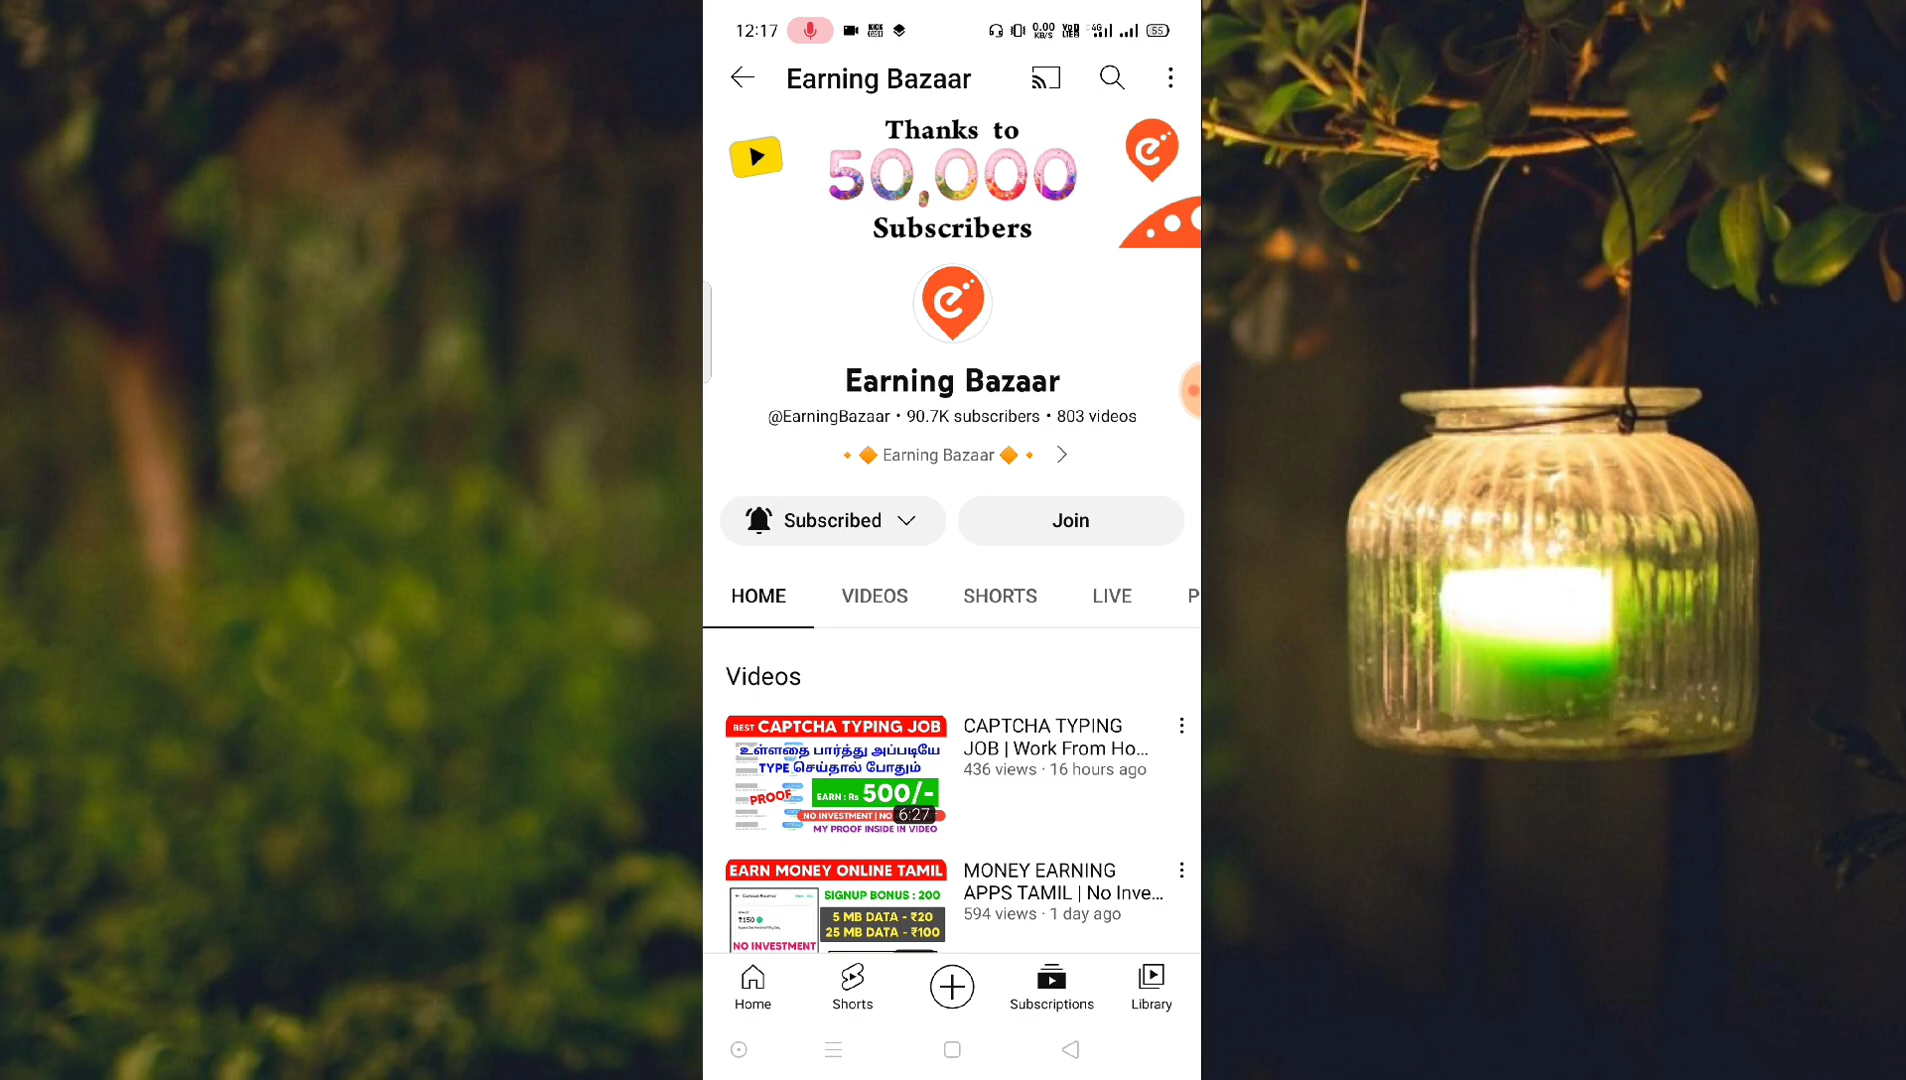 12:17 0.00 KB/S 4G 55
Earning Bazaar
Thanks to
50,000
Subscribers
Earning Bazaar
@EarningBazaar • 90.7K subscribers • 803 videos
🔸🔶 Earning Bazaar 🔶🔸
Subscribed
Join
HOME VIDEOS SHORTS LIVE P
Videos
BEST CAPTCHA TYPING JOB
உள்ளதை பார்த்து அப்படியே
TYPE செய்தால் போதும்
PROOF
EARN : Rs 500/-
NO INVESTMENT | NO
6:27
MY PROOF INSIDE IN VIDEO
CAPTCHA TYPING
JOB | Work From Ho...
436 views · 16 hours ago
EARN MONEY ONLINE TAMIL
SIGNUP BONUS : 200
₹150
5 MB DATA - ₹20
25 MB DATA - ₹100
NO INVESTMENT
MONEY EARNING
APPS TAMIL | No Inve...
594 views · 1 day ago
Home Shorts Subscriptions Library